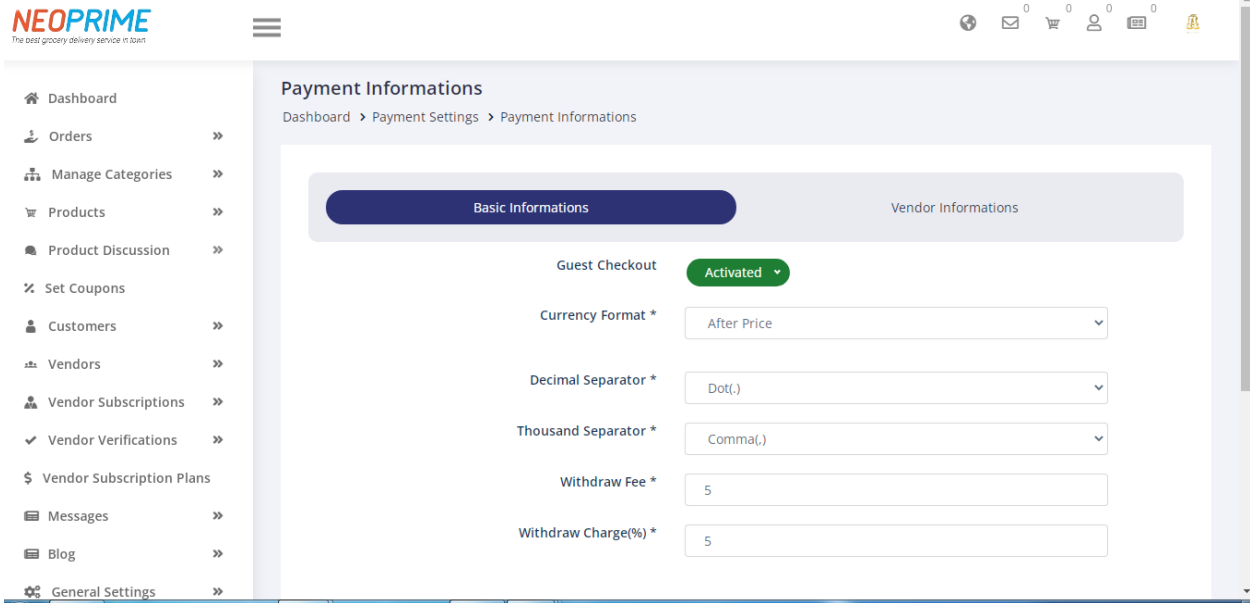 NEOPRIME
The best grocery delivery service in town
0 0 0 0
Dashboard
Orders
Manage Categories
Products
Product Discussion
Set Coupons
Customers
Vendors
Vendor Subscriptions
Vendor Verifications
Vendor Subscription Plans
Messages
Blog
General Settings
Payment Informations
Dashboard > Payment Settings > Payment Informations
Basic Informations Vendor Informations
Guest Checkout Activated
Currency Format * After Price
Decimal Separator * Dot(.)
Thousand Separator * Comma(,)
Withdraw Fee * 5
Withdraw Charge(%) * 5